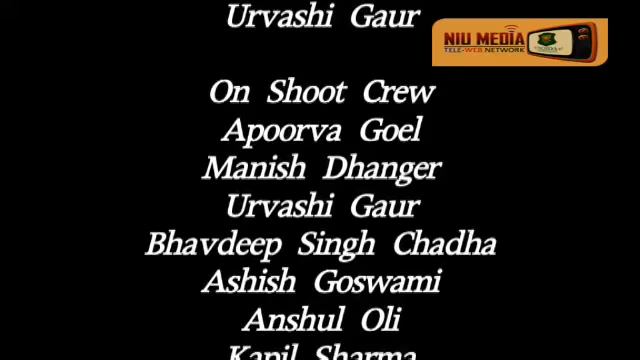 Urvashi Gaur
NIU MEDIA
TELE-WEB NETWORK
On Shoot Crew
Apoorva Goel
Manish Dhanger
Urvashi Gaur
Bhavdeep Singh Chadha
Ashish Goswami
Anshul Oli
Kapil Sharma